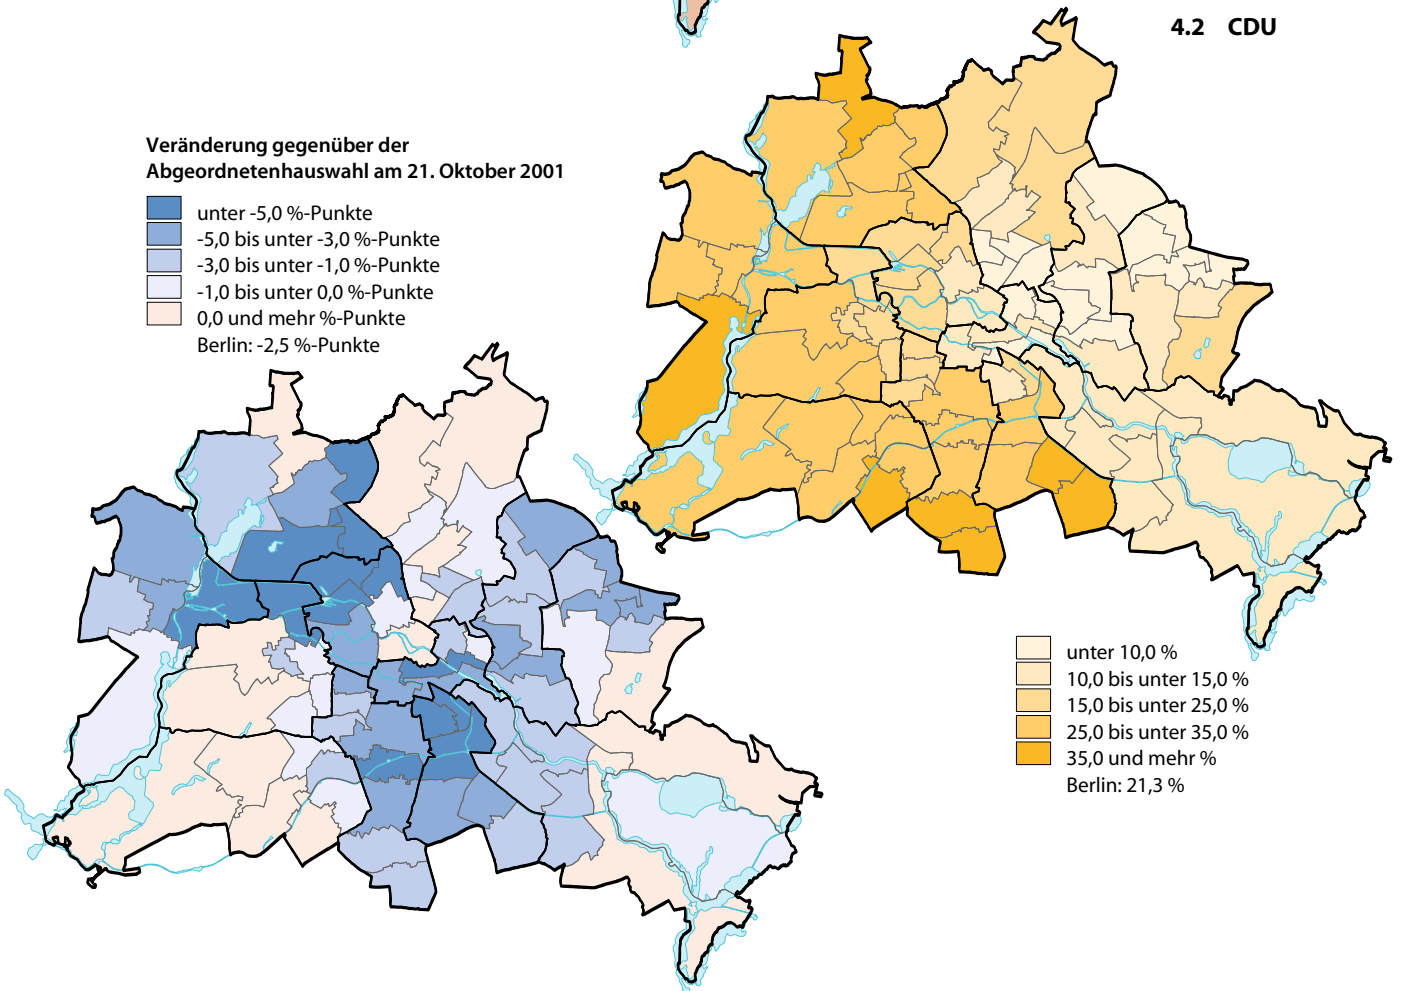 4.2 CDU
Veränderung gegenüber der
Abgeordnetenhauswahl am 21. Oktober 2001
unter -5,0 %-Punkte
-5,0 bis unter -3,0 %-Punkte
-3,0 bis unter -1,0 %-Punkte
-1,0 bis unter 0,0 %-Punkte
0,0 und mehr %-Punkte
Berlin: -2,5 %-Punkte
unter 10,0 %
10,0 bis unter 15,0 %
15,0 bis unter 25,0 %
25,0 bis unter 35,0 %
35,0 und mehr %
Berlin: 21,3 %